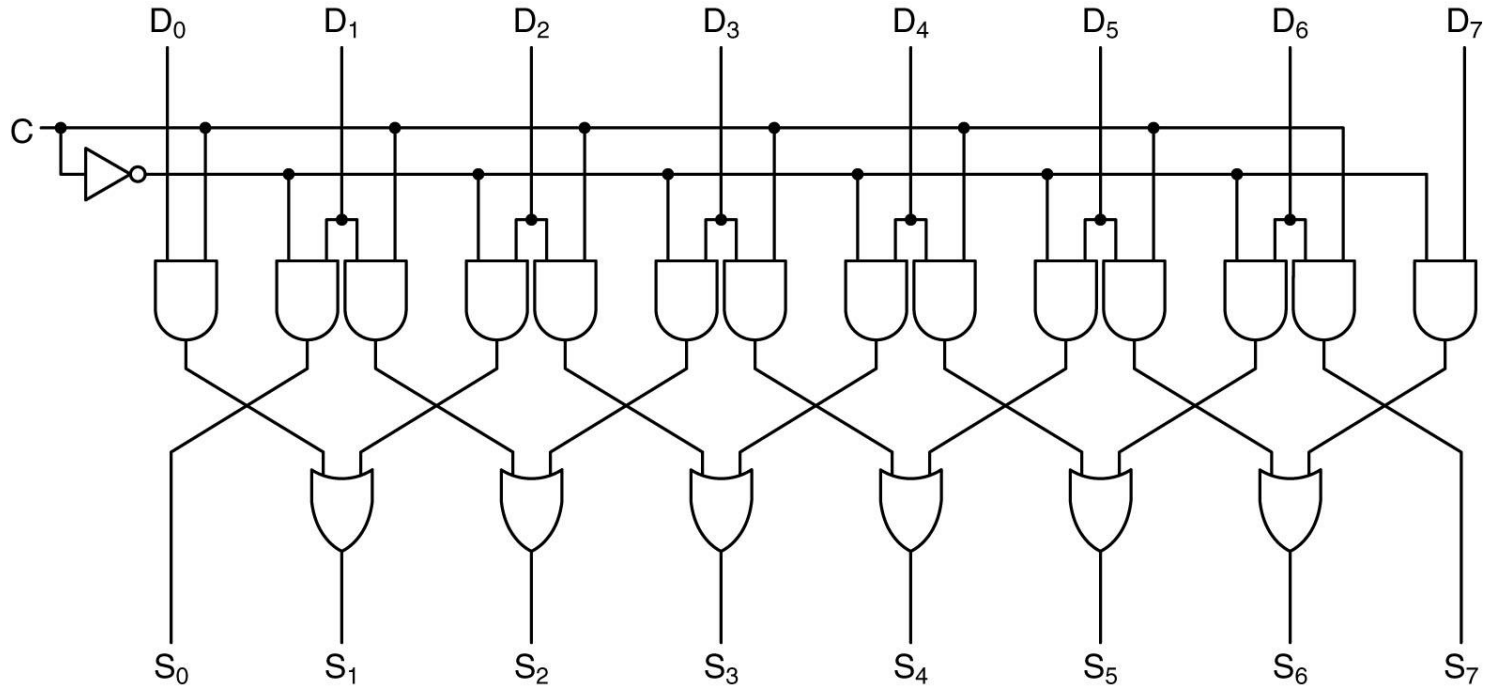 D₀ D₁ D₂ D₃ D₄ D₅ D₆ D₇
C
S₀ S₁ S₂ S₃ S₄ S₅ S₆ S₇